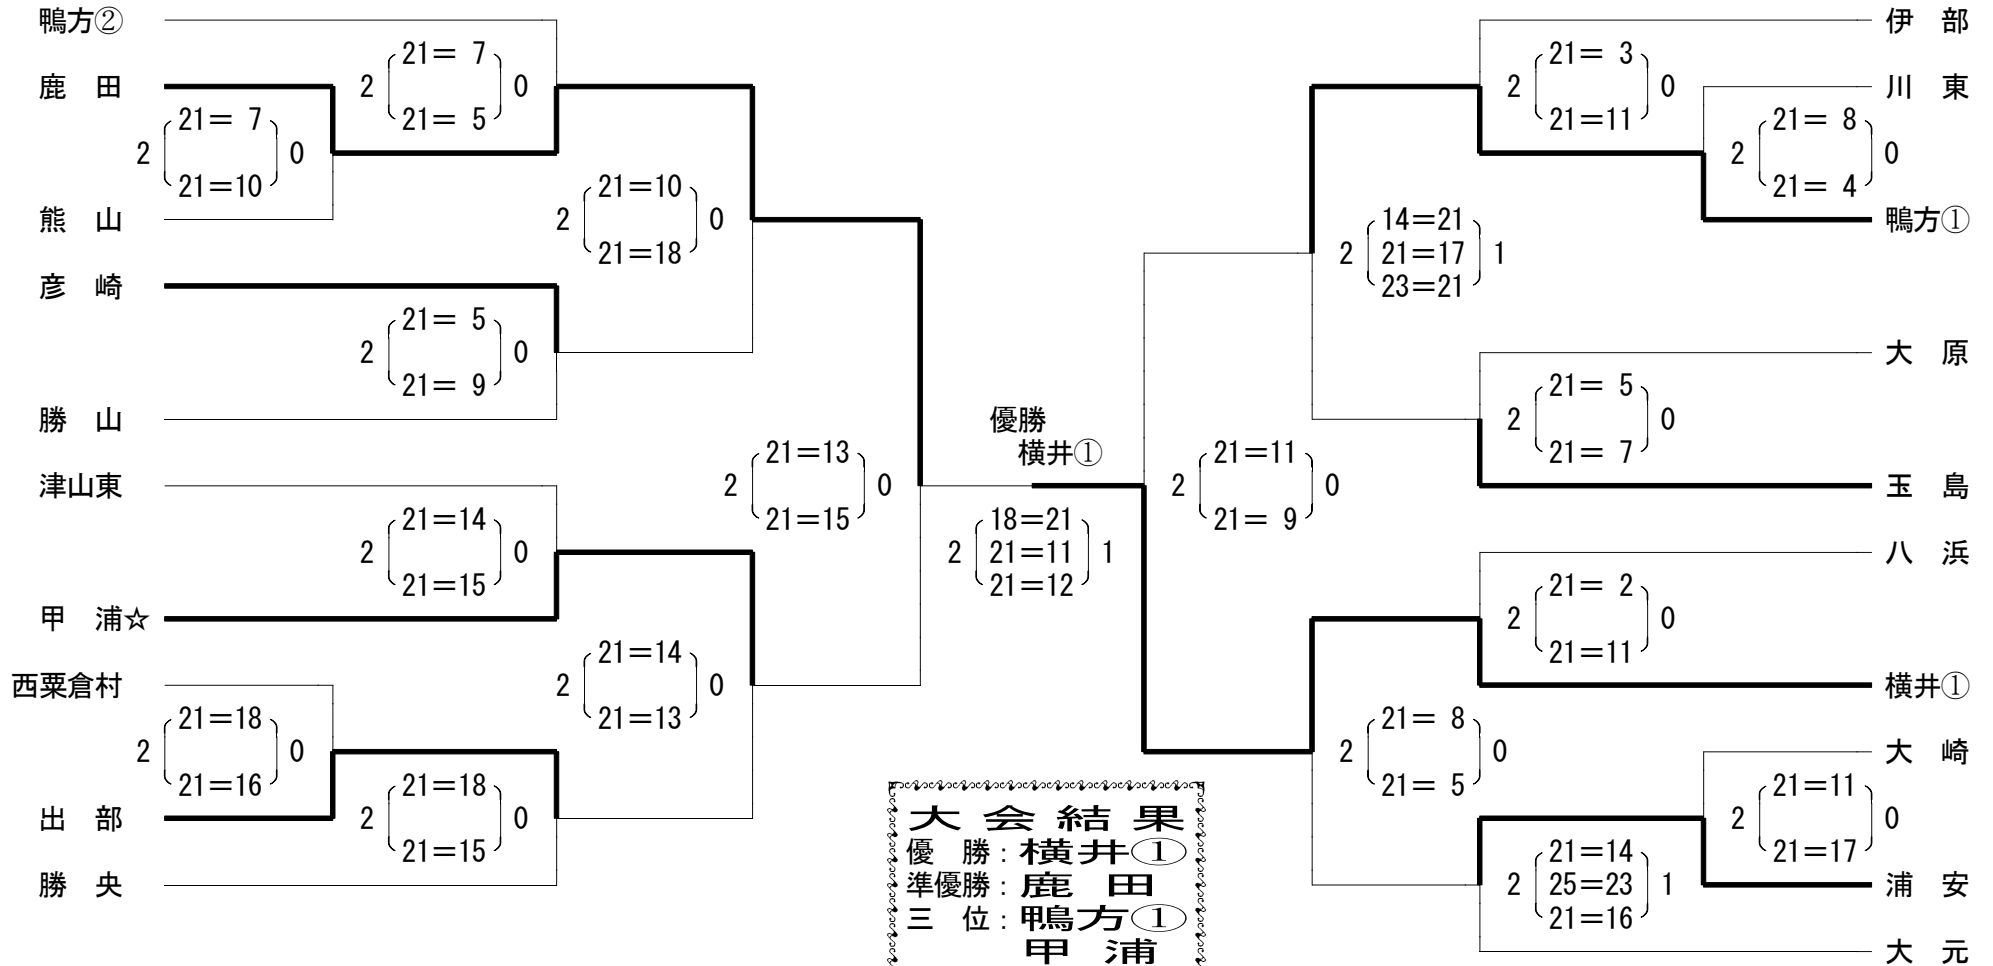 鴨方②
鹿　田
熊　山
彦　崎
勝　山
津山東
甲　浦☆
西粟倉村
出　部
勝　央
2 21= 7 0
21=10
2 21=18 0
21=16
2 21= 7 0
21= 5
2 21= 5 0
21= 9
2 21=14 0
21=15
2 21=18 0
21=15
2 21=10 0
21=18
2 21=14 0
21=13
2 21=13 0
21=15
優勝
横井①
18=21
2 21=11 1
21=12
2 21=11 0
21= 9
14=21
2 21=17 1
23=21
2 21= 8 0
21= 5
2 21= 3 0
21=11
2 21= 5 0
21= 7
2 21= 2 0
21=11
21=14
2 25=23 1
21=16
2 21= 8 0
21= 4
2 21=11 0
21=17
伊　部
川　東
鴨方①
大　原
玉　島
八　浜
横井①
大　崎
浦　安
大　元
大会結果
優　勝：横井①
準優勝：鹿　田
三　位：鴨方①
甲　浦